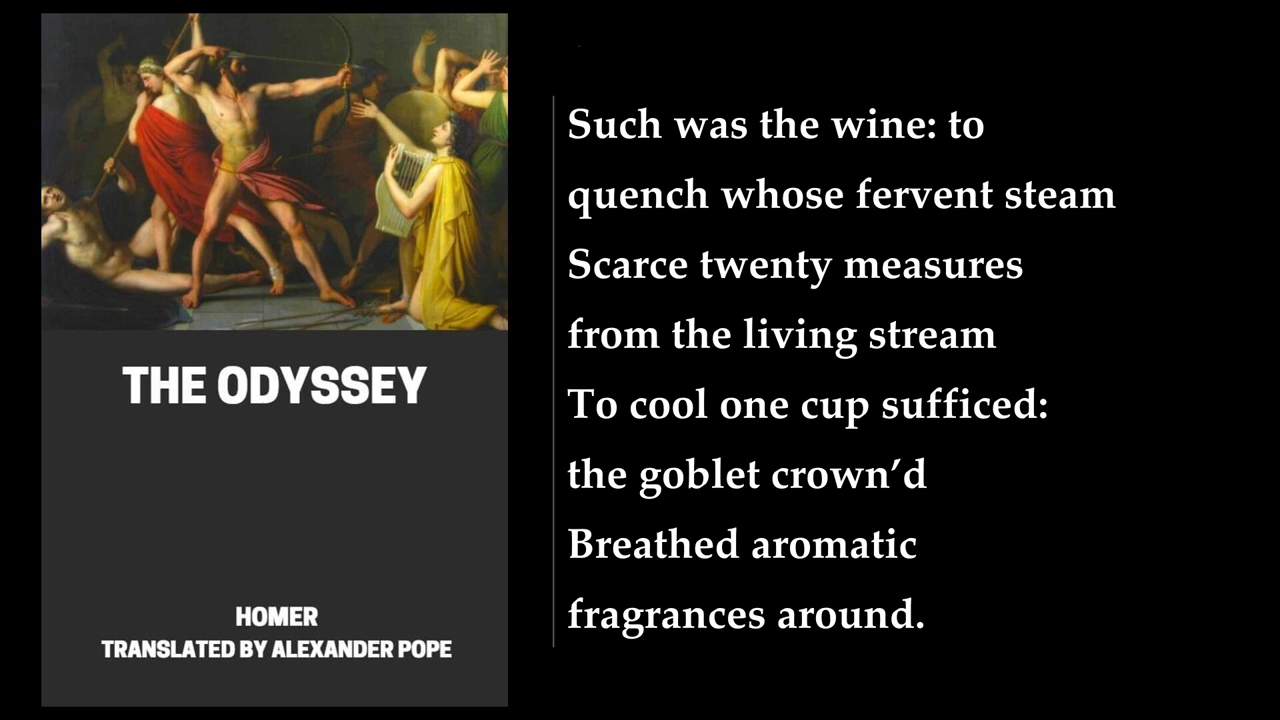 THE ODYSSEY
HOMER
TRANSLATED BY ALEXANDER POPE
Such was the wine: to
quench whose fervent steam
Scarce twenty measures
from the living stream
To cool one cup sufficed:
the goblet crown’d
Breathed aromatic
fragrances around.